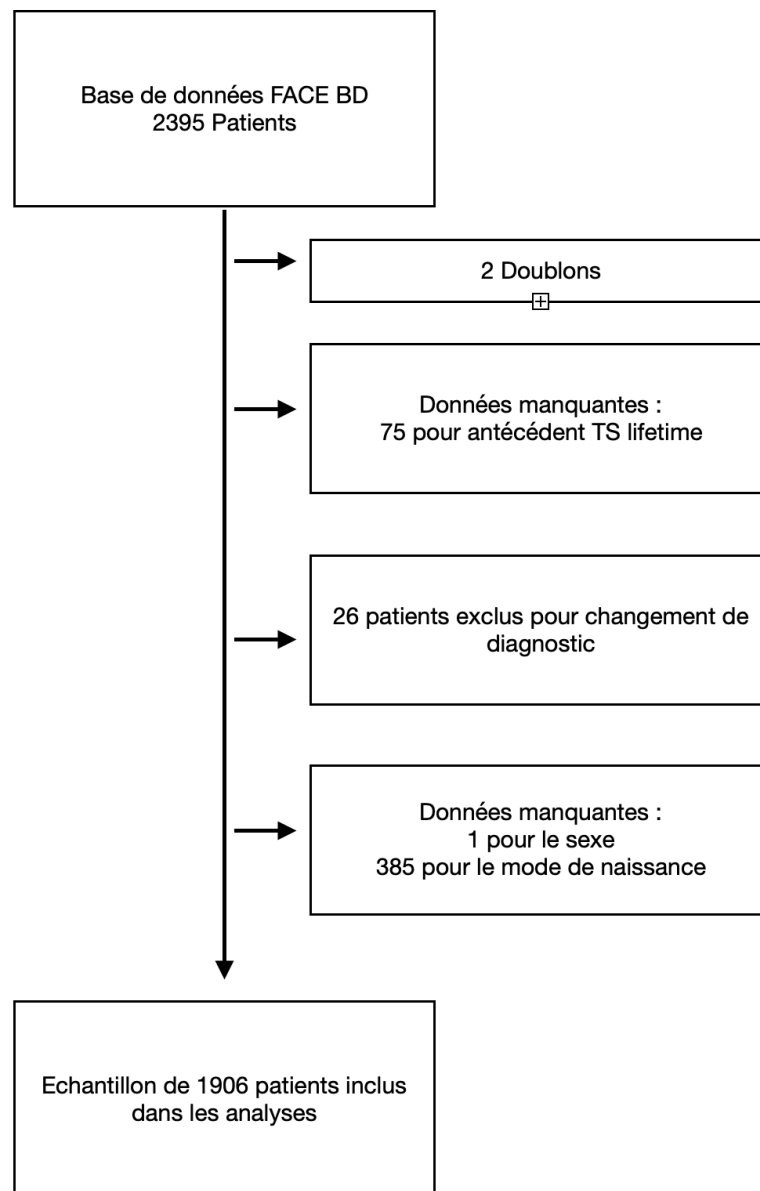 Base de données FACE BD
2395 Patients
2 Doublons
Données manquantes :
75 pour antécédent TS lifetime
26 patients exclus pour changement de
diagnostic
Données manquantes :
1 pour le sexe
385 pour le mode de naissance
Echantillon de 1906 patients inclus
dans les analyses